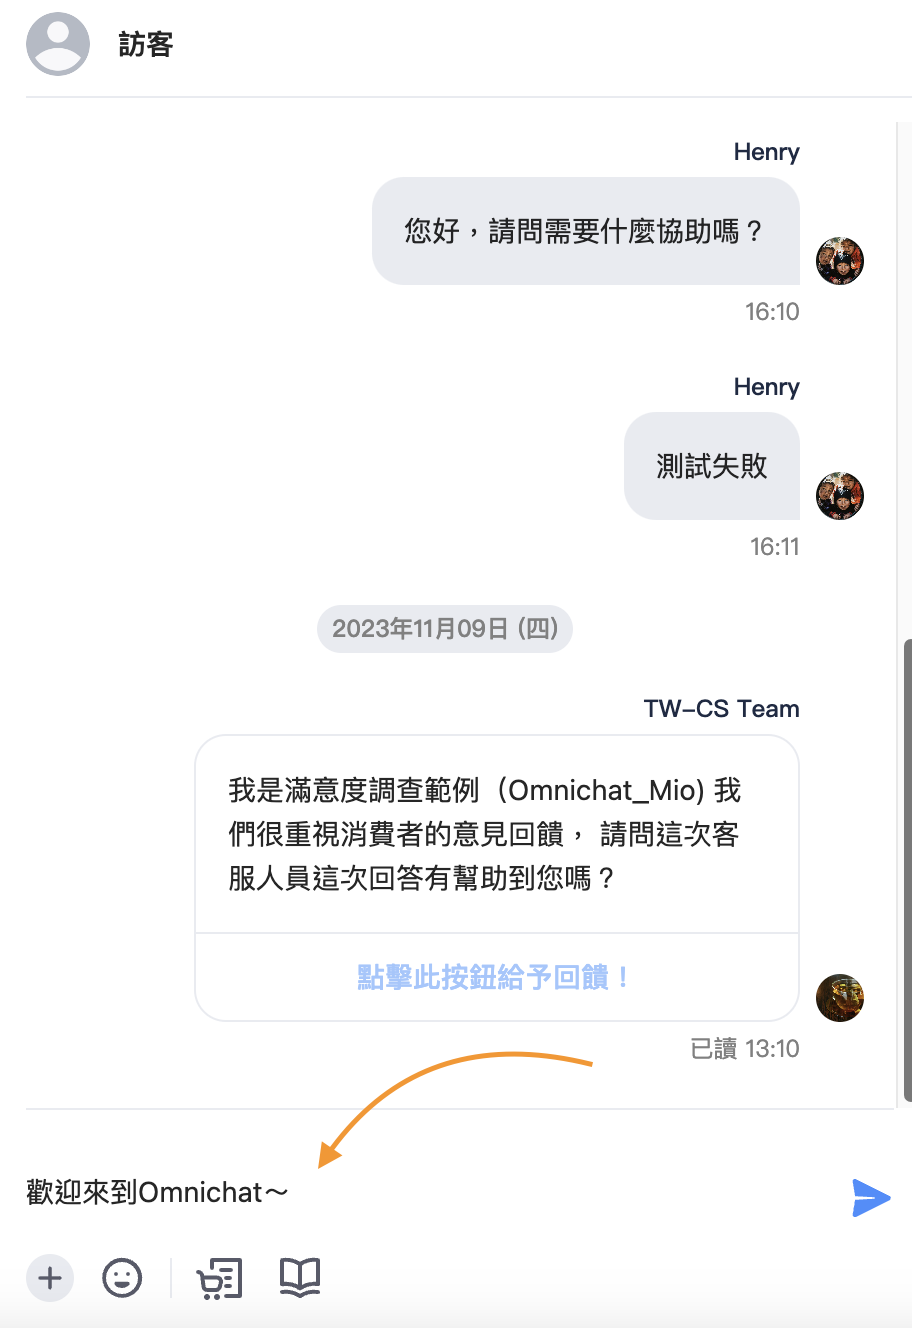 訪客
Henry
您好，請問需要什麼協助嗎？
16:10
Henry
測試失敗
16:11
2023年11月09日 (四)
TW–CS Team
我是滿意度調查範例（Omnichat_Mio) 我
們很重視消費者的意見回饋， 請問這次客
服人員這次回答有幫助到您嗎？
點擊此按鈕給予回饋！
已讀 13:10
歡迎來到Omnichat～